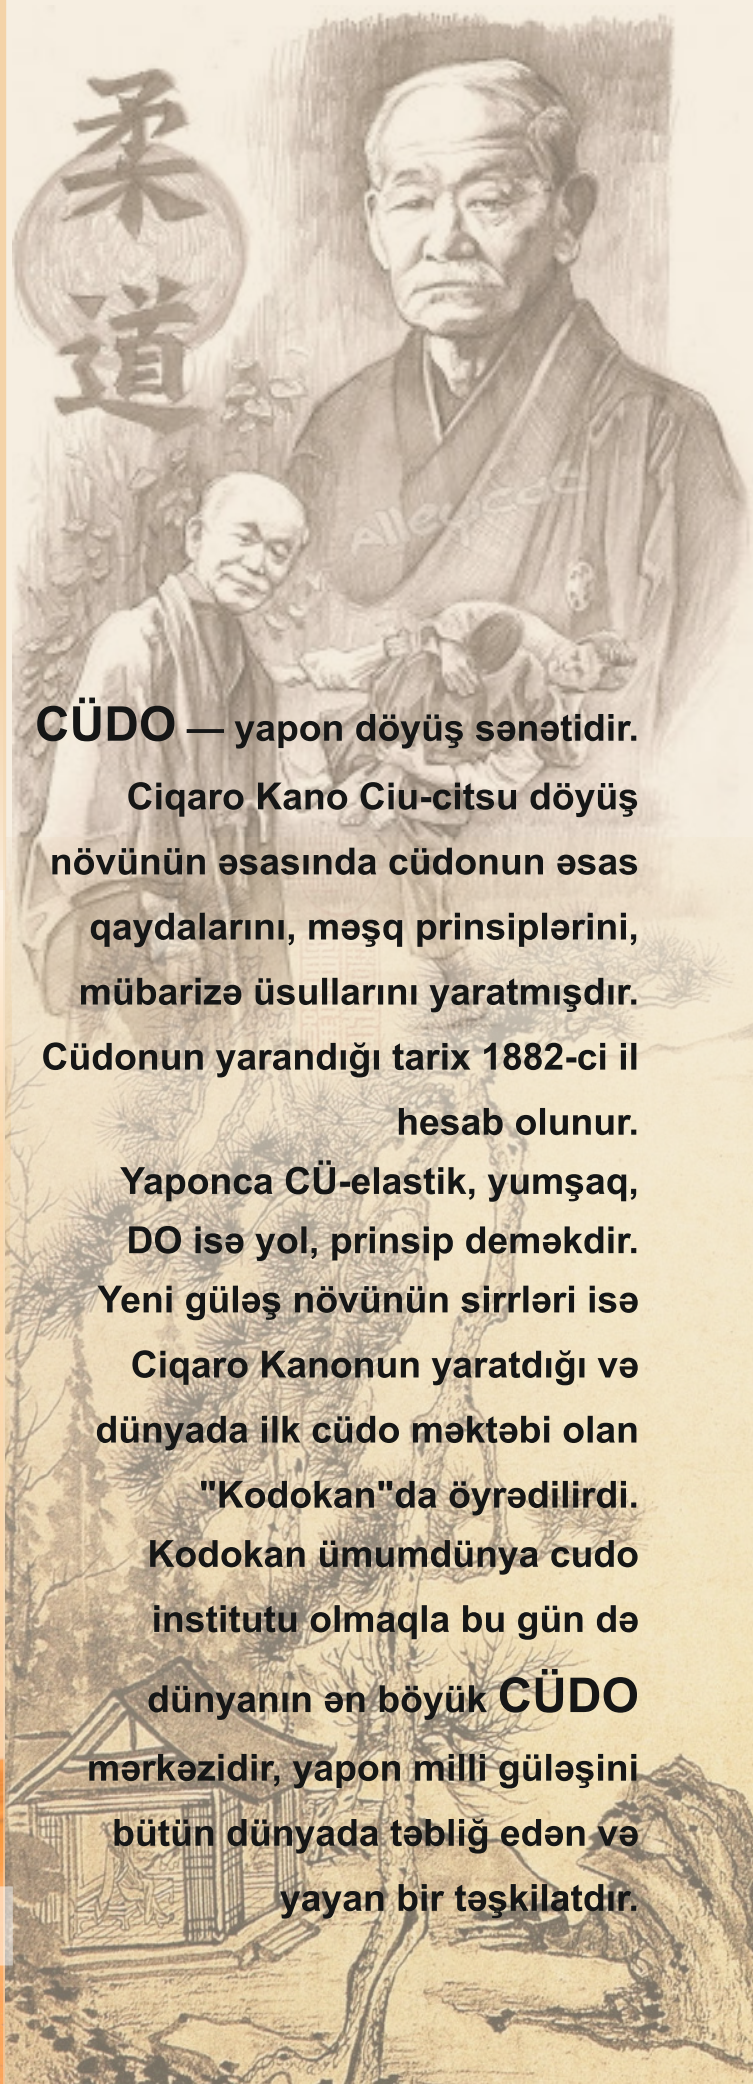 柔
道
Alleycat
CÜDO — yapon döyüş sənətidir.
Ciqaro Kano Ciu-citsu döyüş
növünün əsasında cüdonun əsas
qaydalarını, məşq prinsiplərini,
mübarizə üsullarını yaratmışdır.
Cüdonun yarandığı tarix 1882-ci il
hesab olunur.
Yaponca CÜ-elastik, yumşaq,
DO isə yol, prinsip deməkdir.
Yeni güləş növünün sirrləri isə
Ciqaro Kanonun yaratdığı və
dünyada ilk cüdo məktəbi olan
"Kodokan"da öyrədilirdi.
Kodokan ümumdünya cudo
institutu olmaqla bu gün də
dünyanın ən böyük CÜDO
mərkəzidir, yapon milli güləşini
bütün dünyada təbliğ edən və
yayan bir təşkilatdır.